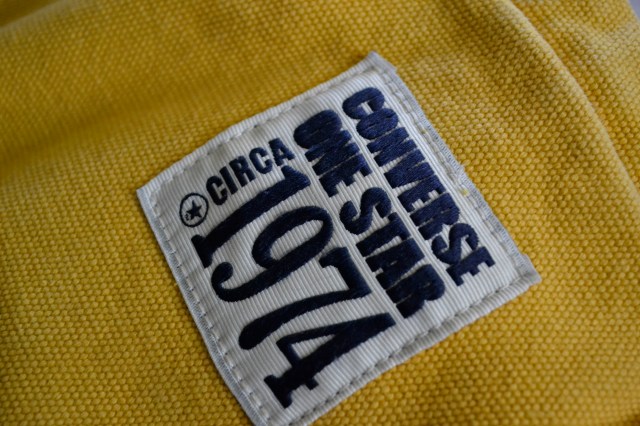 CONVERSE
ONE STAR
CIRCA
1974